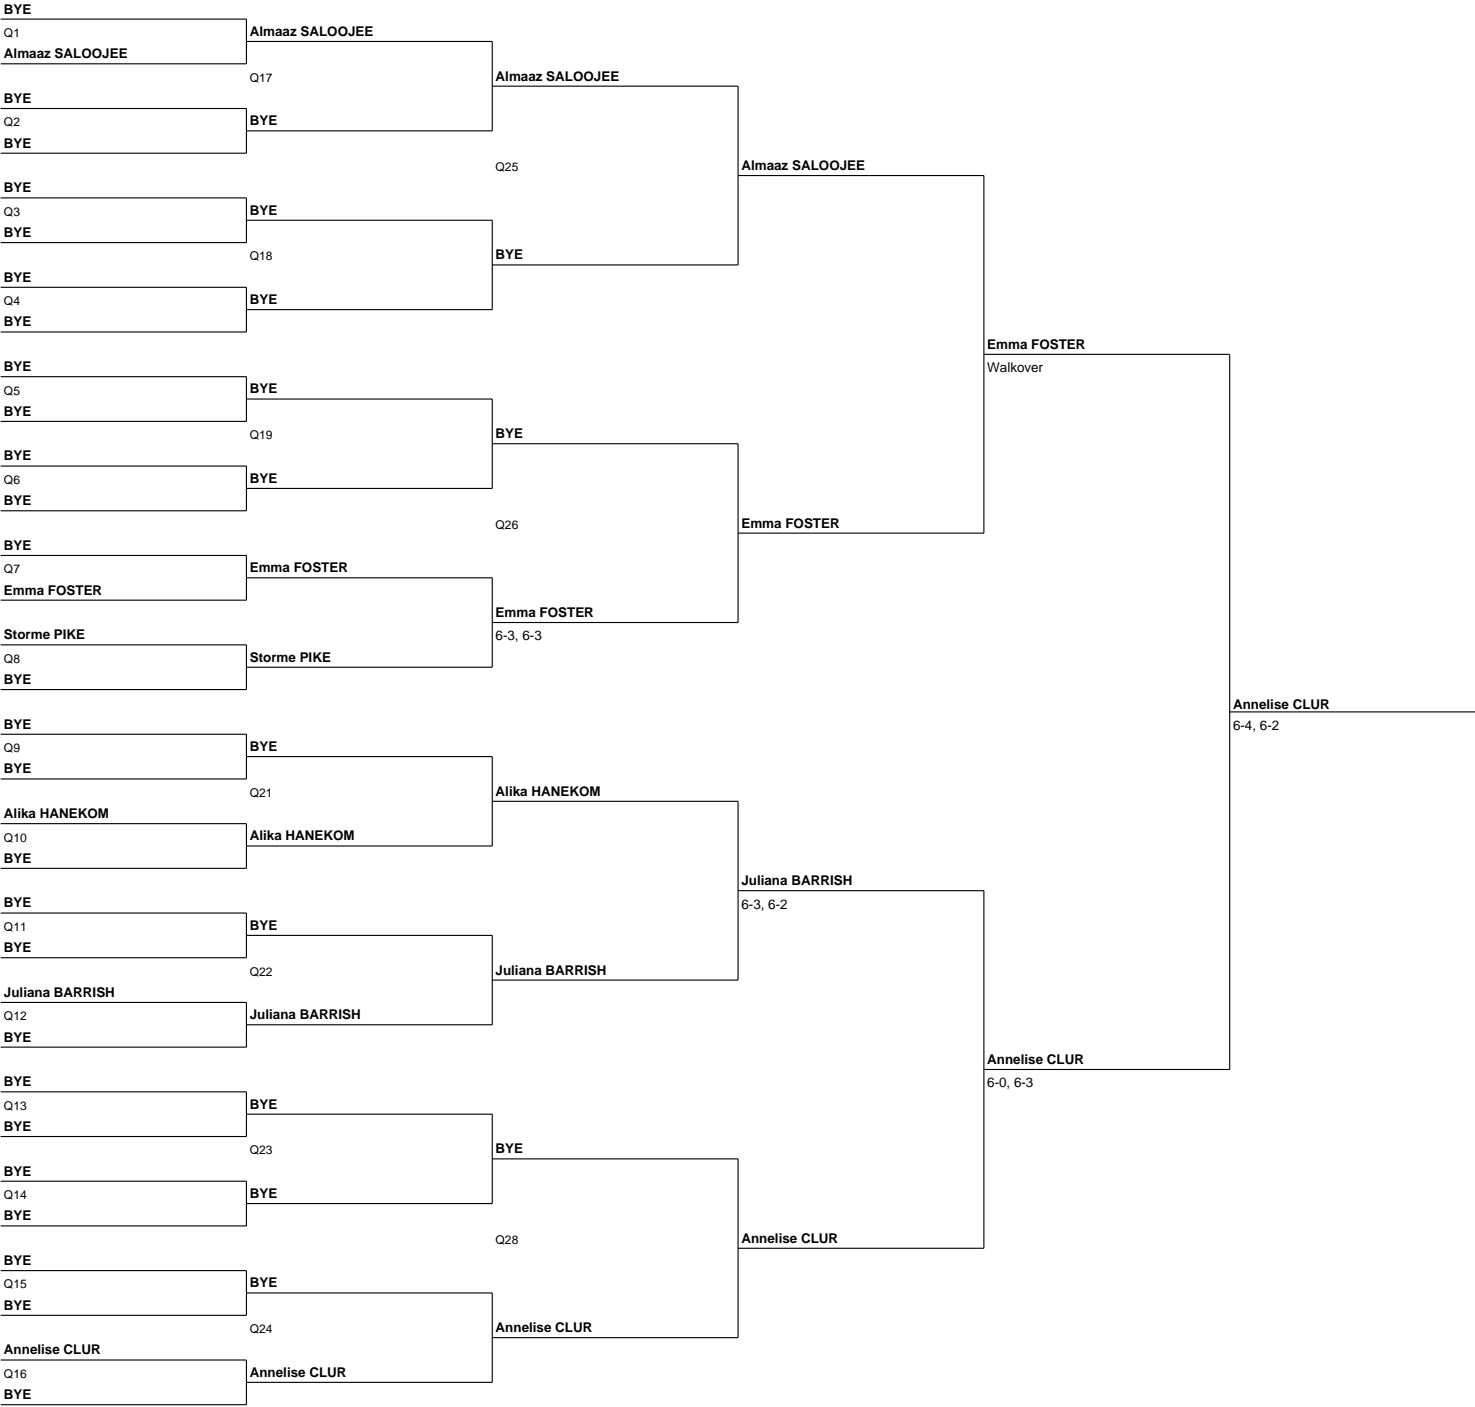 BYE
Q1
Almaaz SALOOJEE
BYE
Q2
BYE
BYE
Q3
BYE
BYE
Q4
BYE
BYE
Q5
BYE
BYE
Q6
BYE
BYE
Q7
Emma FOSTER
Storme PIKE
Q8
BYE
BYE
Q9
BYE
Alika HANEKOM
Q10
BYE
BYE
Q11
BYE
Juliana BARRISH
Q12
BYE
BYE
Q13
BYE
BYE
Q14
BYE
BYE
Q15
BYE
Annelise CLUR
Q16
BYE
Almaaz SALOOJEE
Q17
BYE
BYE
Q18
BYE
BYE
Q19
BYE
Emma FOSTER
Storme PIKE
BYE
Q21
Alika HANEKOM
BYE
Q22
Juliana BARRISH
BYE
Q23
BYE
BYE
Q24
Annelise CLUR
Almaaz SALOOJEE
Q25
BYE
BYE
Q26
Emma FOSTER
6-3, 6-3
Alika HANEKOM
Juliana BARRISH
BYE
Q28
Annelise CLUR
Almaaz SALOOJEE
Emma FOSTER
Juliana BARRISH
6-3, 6-2
Annelise CLUR
Emma FOSTER
Walkover
Annelise CLUR
6-0, 6-3
Annelise CLUR
6-4, 6-2